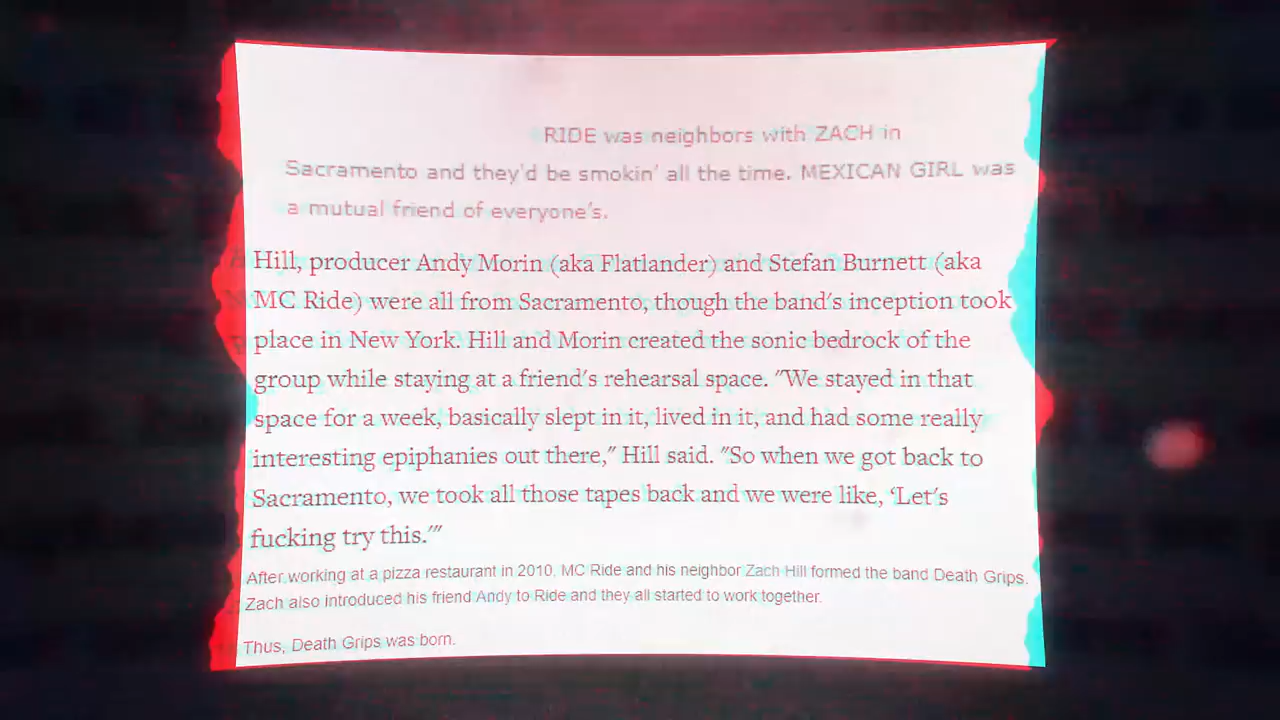 RIDE was neighbors with ZACH in
Sacramento and they'd be smokin' all the time. MEXICAN GIRL was
a mutual friend of everyone's.
Hill, producer Andy Morin (aka Flatlander) and Stefan Burnett (aka
MC Ride) were all from Sacramento, though the band's inception took
place in New York. Hill and Morin created the sonic bedrock of the
group while staying at a friend's rehearsal space. "We stayed in that
space for a week, basically slept in it, lived in it, and had some really
interesting epiphanies out there," Hill said. "So when we got back to
Sacramento, we took all those tapes back and we were like, ‘Let's
fucking try this.’"
After working at a pizza restaurant in 2010, MC Ride and his neighbor Zach Hill formed the band Death Grips.
Zach also introduced his friend Andy to Ride and they all started to work together.
Thus, Death Grips was born.